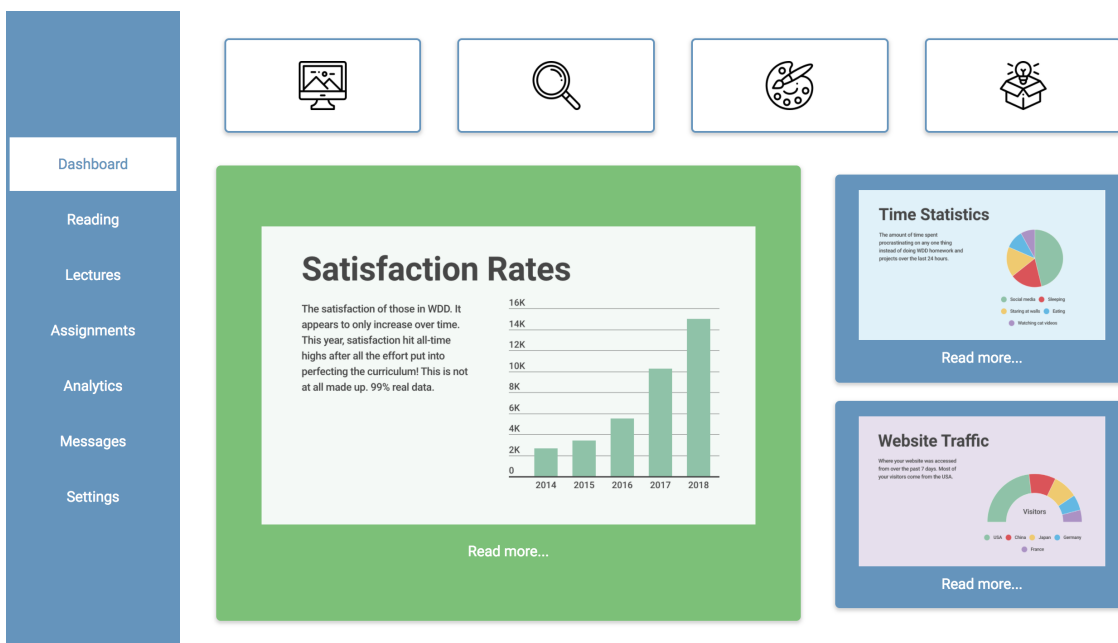 Dashboard
Reading
Lectures
Assignments
Analytics
Messages
Settings
Satisfaction Rates
The satisfaction of those in WDD. It
appears to only increase over time.
This year, satisfaction hit all-time
highs after all the effort put into
perfecting the curriculum! This is not
at all made up. 99% real data.
16K
14K
12K
10K
8K
6K
4K
2K
0
2014 2015 2016 2017 2018
Read more...
Time Statistics
The amount of time spent
procrastinating on any one thing
instead of doing WDD homework and
projects over the last 24 hours.
Social media Sleeping
Staring at walls Eating
Watching cat videos
Read more...
Website Traffic
Where your website was accessed
from over the past 7 days. Most of
your visitors come from the USA.
Visitors
USA China Japan Germany
France
Read more...